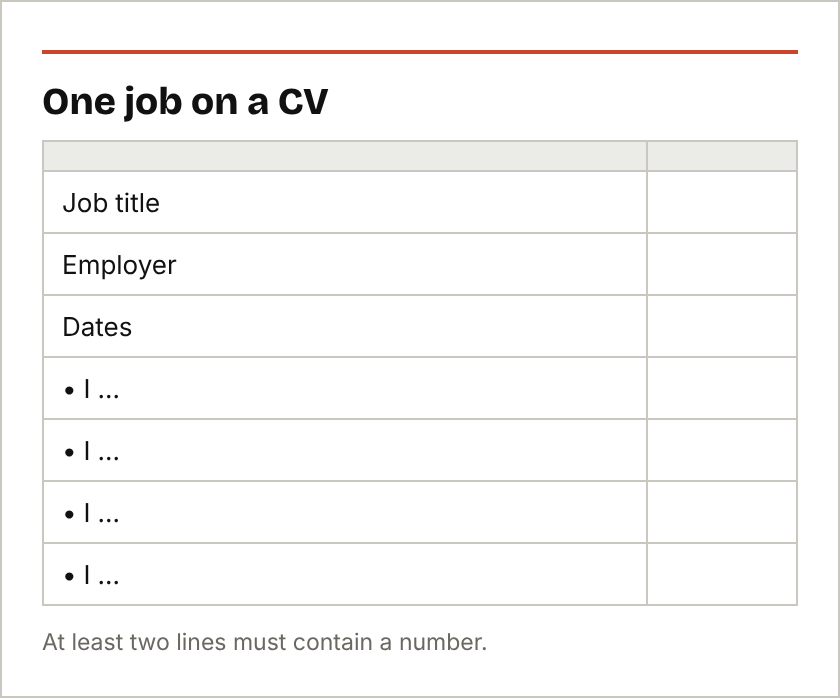 One job on a CV
Job title
Employer
Dates
• I ...
• I ...
• I ...
• I ...
At least two lines must contain a number.